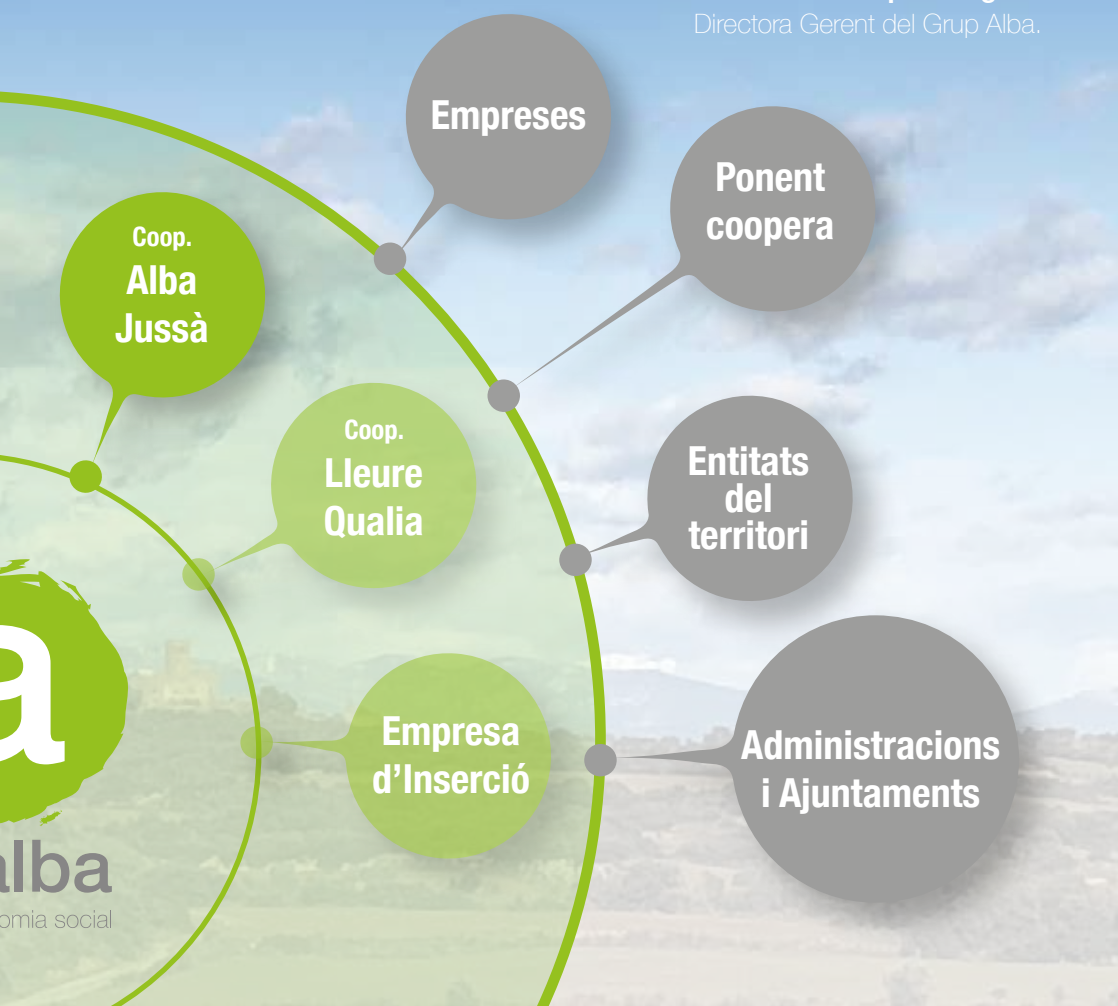 Directora Gerent del Grup Alba.
Empreses
Ponent
coopera
Coop.
Alba
Jussà
Coop.
Lleure
Qualia
Entitats
del
territori
a
Empresa
d'Inserció
Administracions
i Ajuntaments
alba
omia social